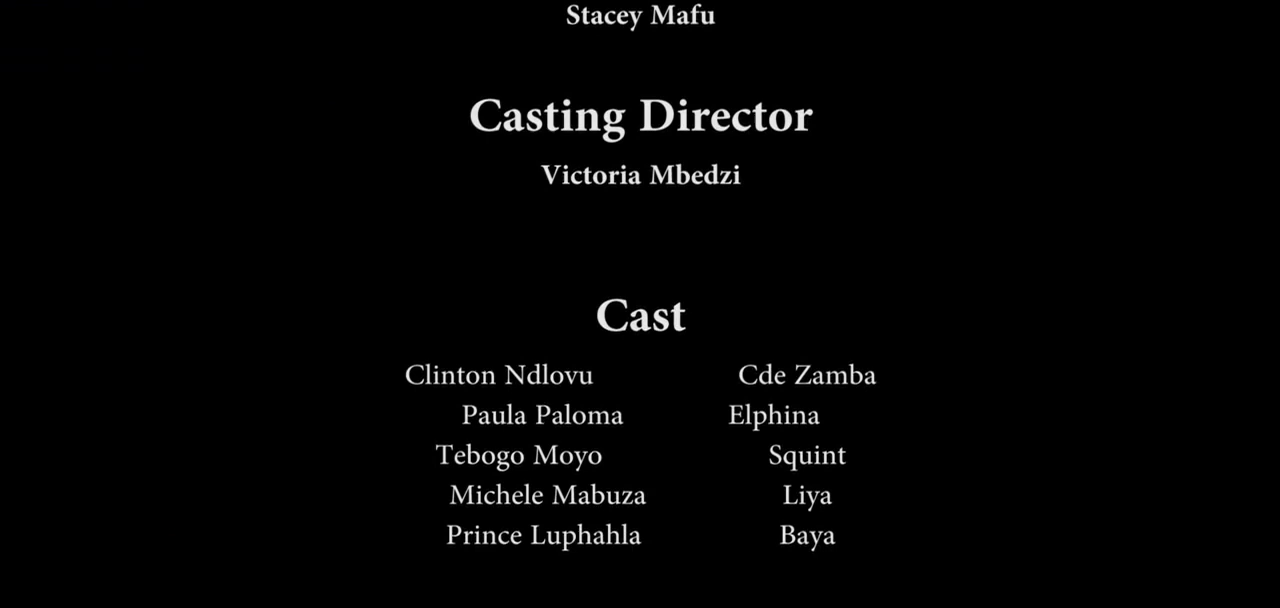 Stacey Mafu
Casting Director
Victoria Mbedzi
Cast
Clinton Ndlovu Cde Zamba
Paula Paloma Elphina
Tebogo Moyo Squint
Michele Mabuza Liya
Prince Luphahla Baya